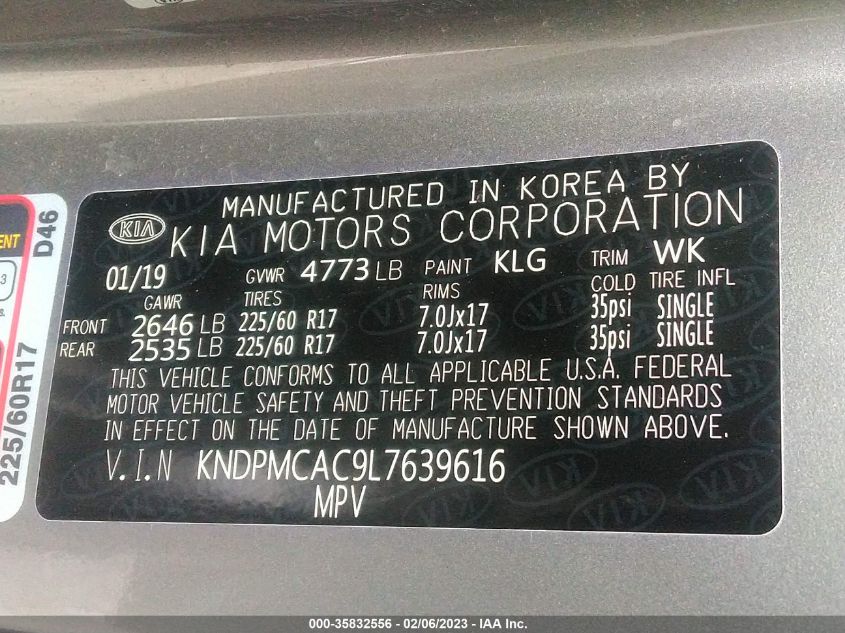 MANUFACTURED IN KOREA BY
KIA KIA MOTORS CORPORATION
01/19 GVWR 4773 LB PAINT KLG TRIM WK
GAWR TIRES RIMS COLD TIRE INFL
FRONT 2646 LB 225/60 R17 7.0Jx17 35psi SINGLE
REAR 2535 LB 225/60 R17 7.0Jx17 35psi SINGLE
THIS VEHICLE CONFORMS TO ALL APPLICABLE U.S.A. FEDERAL
MOTOR VEHICLE SAFETY AND THEFT PREVENTION STANDARDS
IN EFFECT ON THE DATE OF MANUFACTURE SHOWN ABOVE.
V.I.N KNDPMCAC9L7639616
MPV
225/60R17 D46
000-35832556 - 02/06/2023 - IAA Inc.